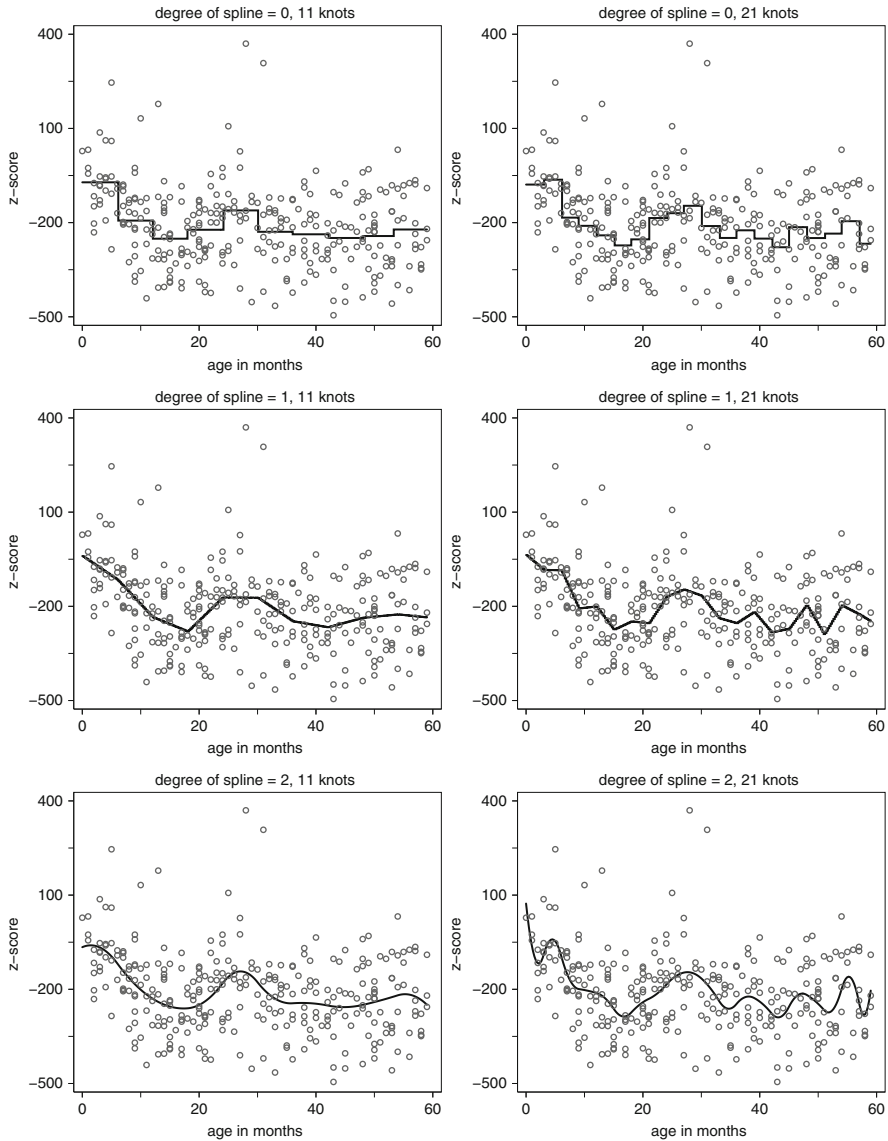 degree of spline = 0, 11 knots
400
100
−200
−500
z−score
0
20
40
60
age in months
degree of spline = 0, 21 knots
400
100
−200
−500
z−score
0
20
40
60
age in months
degree of spline = 1, 11 knots
400
100
−200
−500
z−score
0
20
40
60
age in months
degree of spline = 1, 21 knots
400
100
−200
−500
z−score
0
20
40
60
age in months
degree of spline = 2, 11 knots
400
100
−200
−500
z−score
0
20
40
60
age in months
degree of spline = 2, 21 knots
400
100
−200
−500
z−score
0
20
40
60
age in months